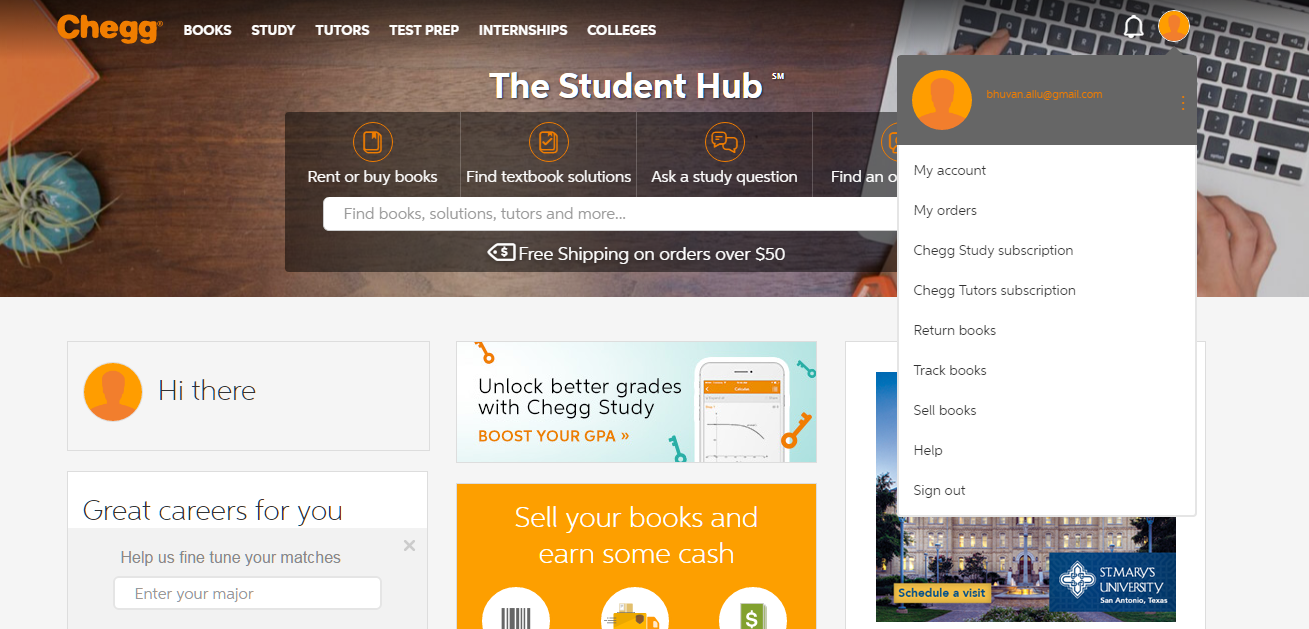 Chegg®
BOOKS STUDY TUTORS TEST PREP INTERNSHIPS COLLEGES
The Student Hub ℠
Rent or buy books
Find textbook solutions
Ask a study question
Find an
Find books, solutions, tutors and more...
Free Shipping on orders over $50
bhuvan.allu@gmail.com
My account
My orders
Chegg Study subscription
Chegg Tutors subscription
Return books
Track books
Sell books
Help
Sign out
Hi there
Great careers for you
Help us fine tune your matches
Enter your major
Unlock better grades
with Chegg Study
BOOST YOUR GPA »
Sell your books and
earn some cash
Schedule a visit
ST. MARY'S
UNIVERSITY
San Antonio, Texas